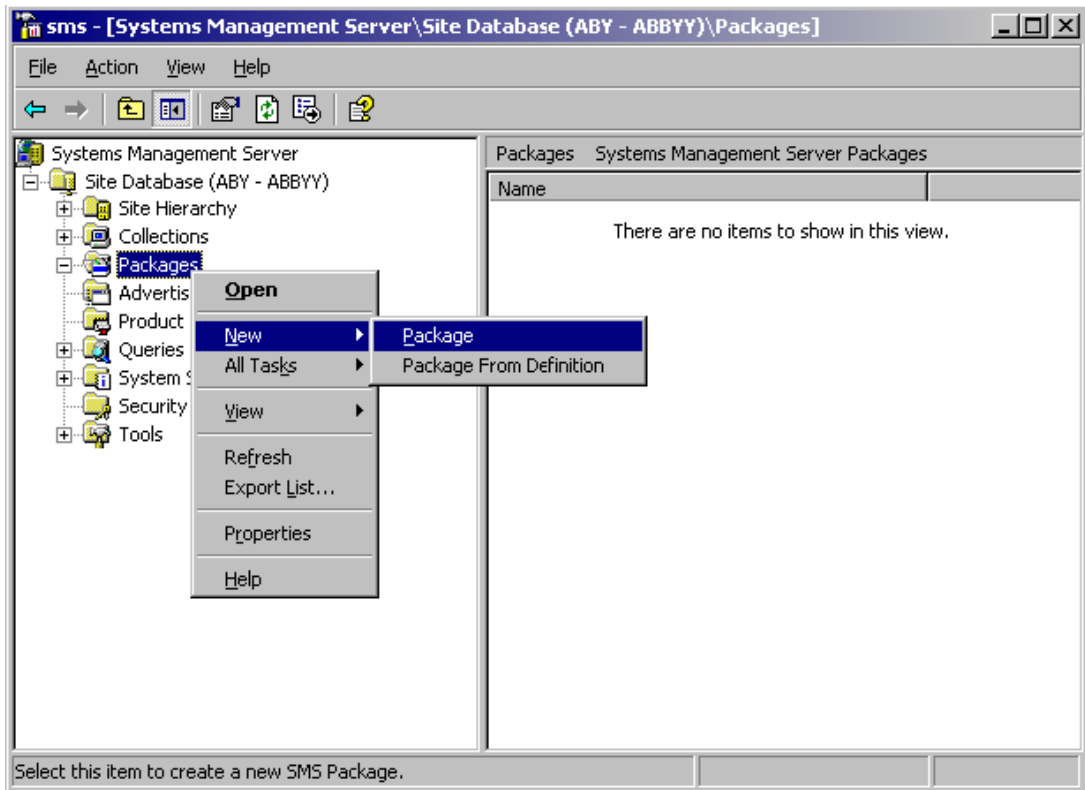 sms - [Systems Management Server\Site Database (ABY - ABBYY)\Packages]
File Action View Help
Systems Management Server
Site Database (ABY - ABBYY)
Site Hierarchy
Collections
Packages
Advertis
Product
Queries
System S
Security
Tools
Open
New
All Tasks
View
Refresh
Export List...
Properties
Help
Package
Package From Definition
Packages Systems Management Server Packages
Name
There are no items to show in this view.
Select this item to create a new SMS Package.